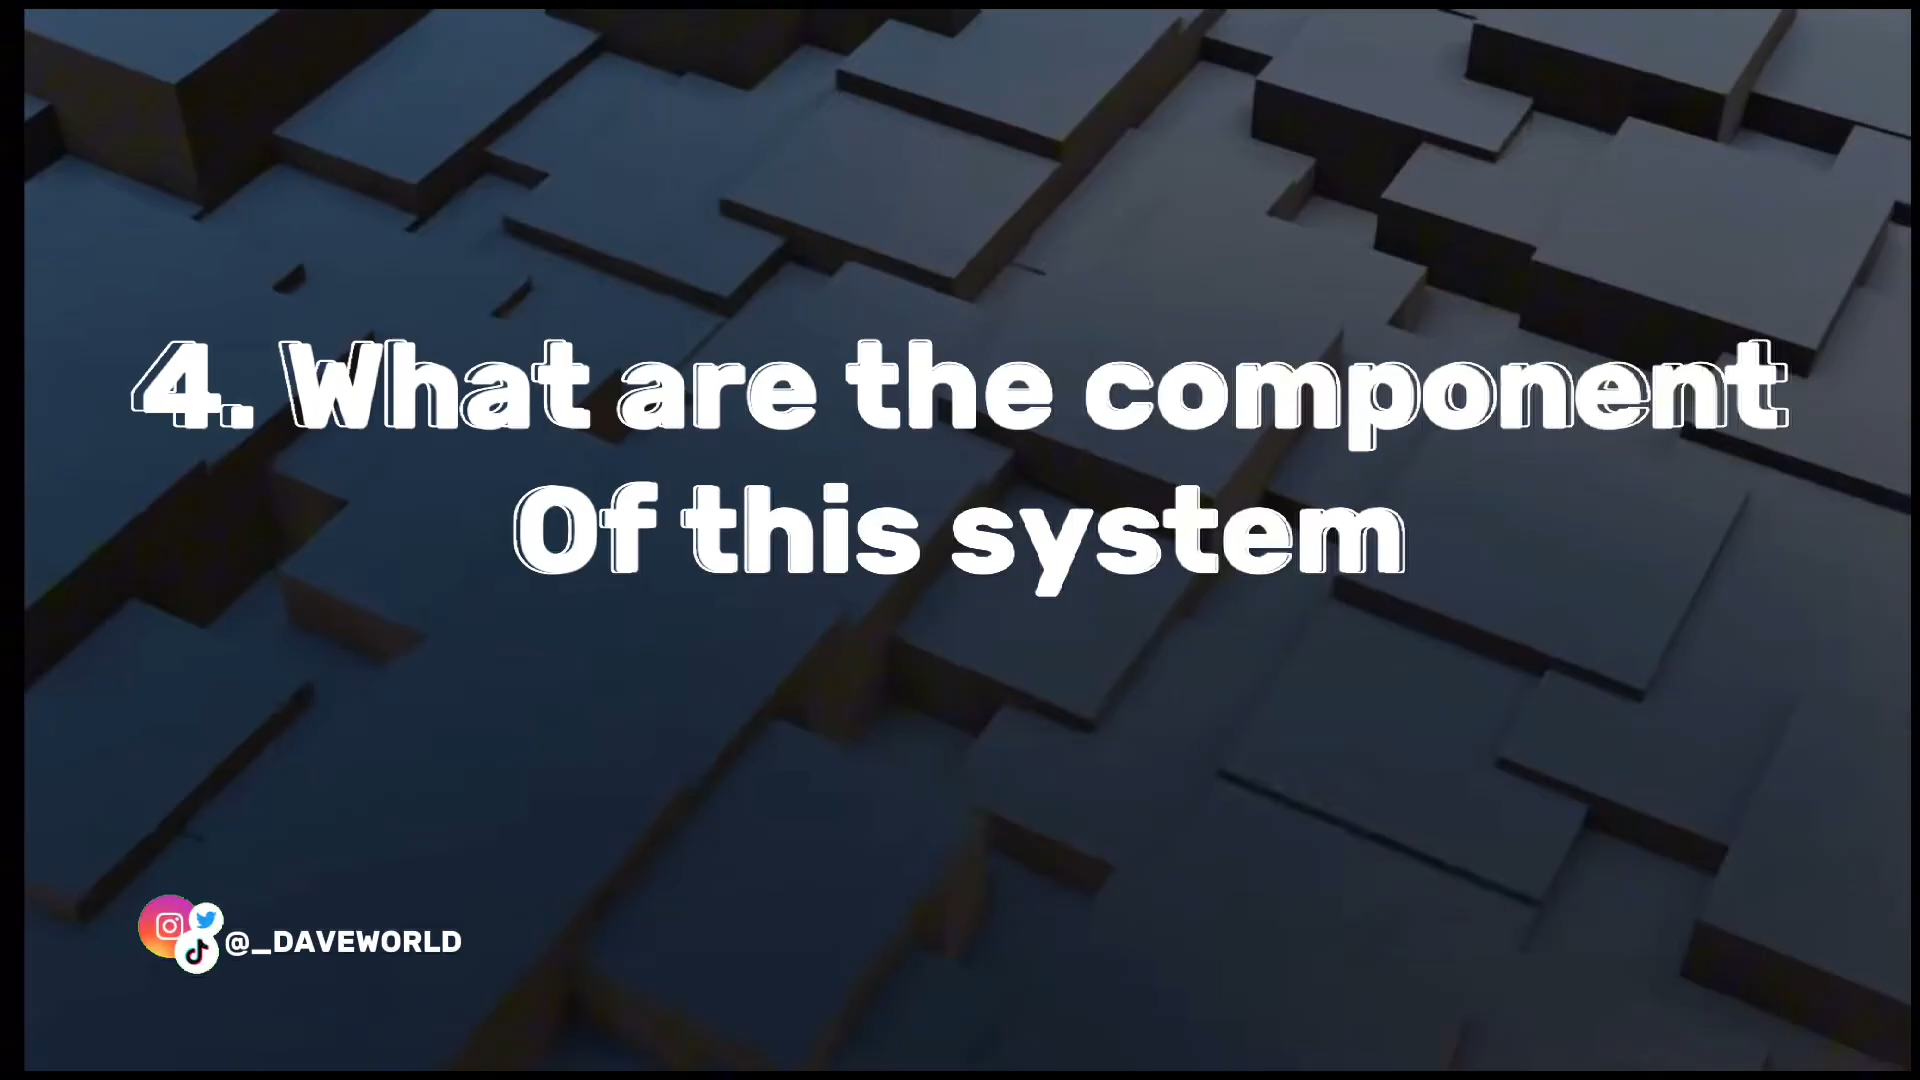 4. What are the component
Of this system
@_DAVEWORLD